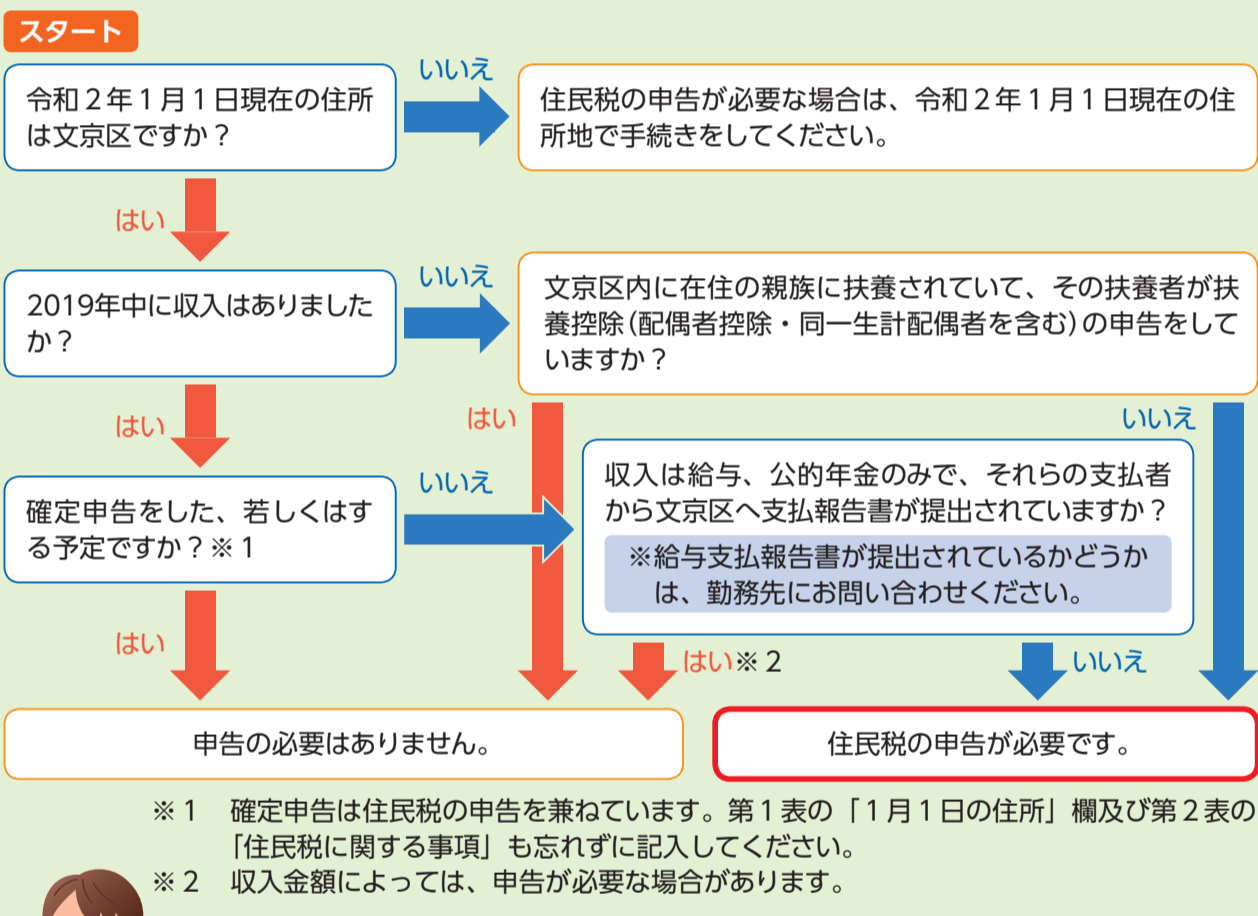 スタート
令和2年1月1日現在の住所
は文京区ですか？
いいえ
住民税の申告が必要な場合は、令和2年1月1日現在の住
所地で手続きをしてください。
はい
2019年中に収入はありました
か？
いいえ
文京区内に在住の親族に扶養されていて、その扶養者が扶
養控除(配偶者控除・同一生計配偶者を含む)の申告をして
いますか？
はい
はい
いいえ
確定申告をした、若しくはす
る予定ですか？※1
いいえ
収入は給与、公的年金のみで、それらの支払者
から文京区へ支払報告書が提出されていますか？
※給与支払報告書が提出されているかどうか
は、勤務先にお問い合わせください。
はい
はい※2
いいえ
申告の必要はありません。
住民税の申告が必要です。
※1 確定申告は住民税の申告を兼ねています。第1表の「1月1日の住所」欄及び第2表の
「住民税に関する事項」も忘れずに記入してください。
※2 収入金額によっては、申告が必要な場合があります。